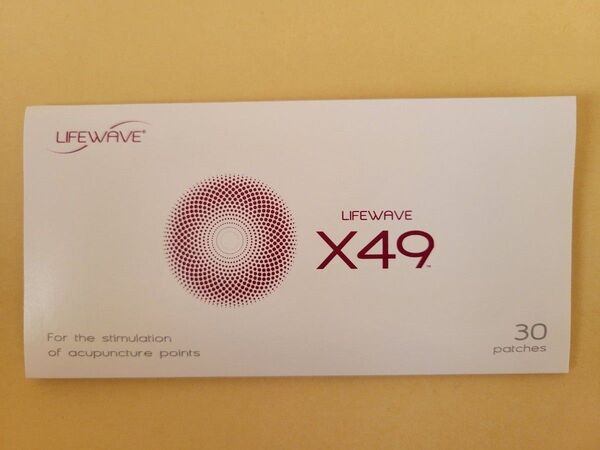 LIFEWAVE®
LIFEWAVE
X49™
For the stimulation
of acupuncture points
30
patches